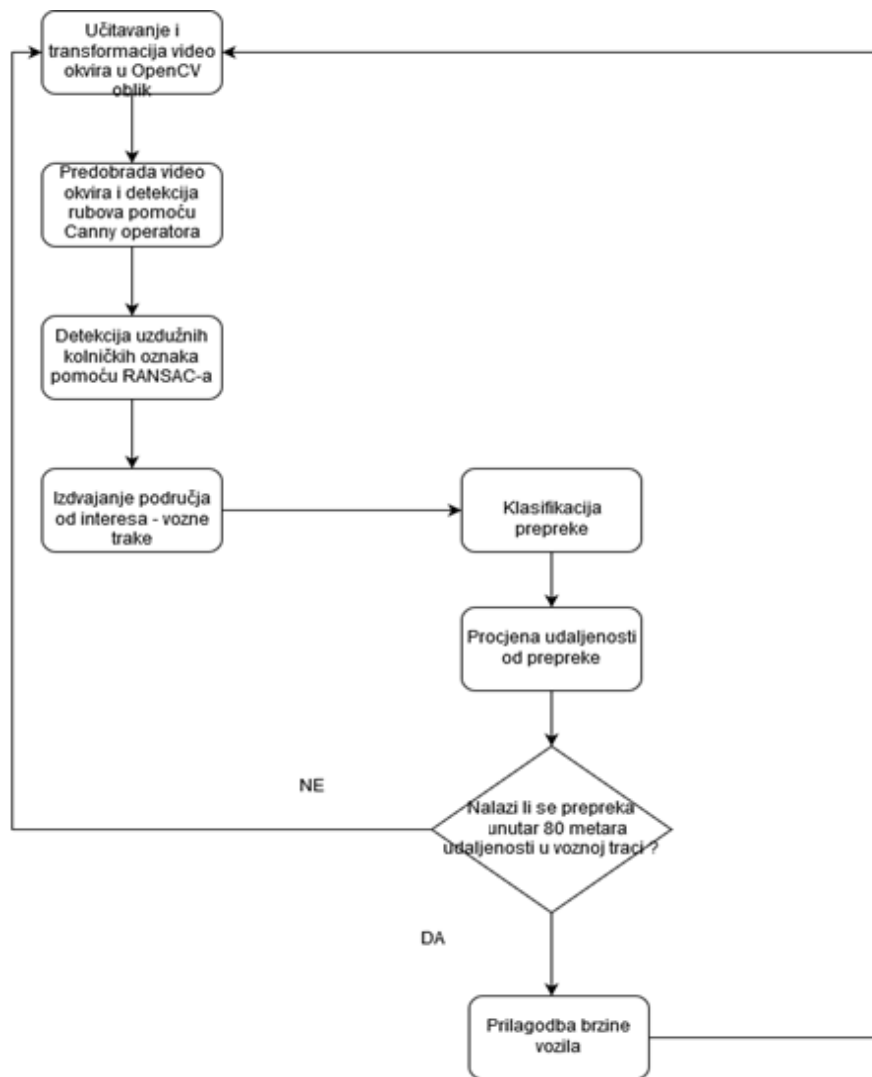 Učitavanje i
transformacija video
okvira u OpenCV
oblik
Predobrada video
okvira i detekcija
rubova pomoću
Canny operatora
Detekcija uzdužnih
kolničkih oznaka
pomoću RANSAC-a
Izdvajanje područja
od interesa - vozne
trake
Klasifikacija
prepreke
Procjena udaljenosti
od prepreke
Nalazi li se prepreka
unutar 80 metara
udaljenosti u voznoj traci ?
NE
DA
Prilagodba brzine
vozila